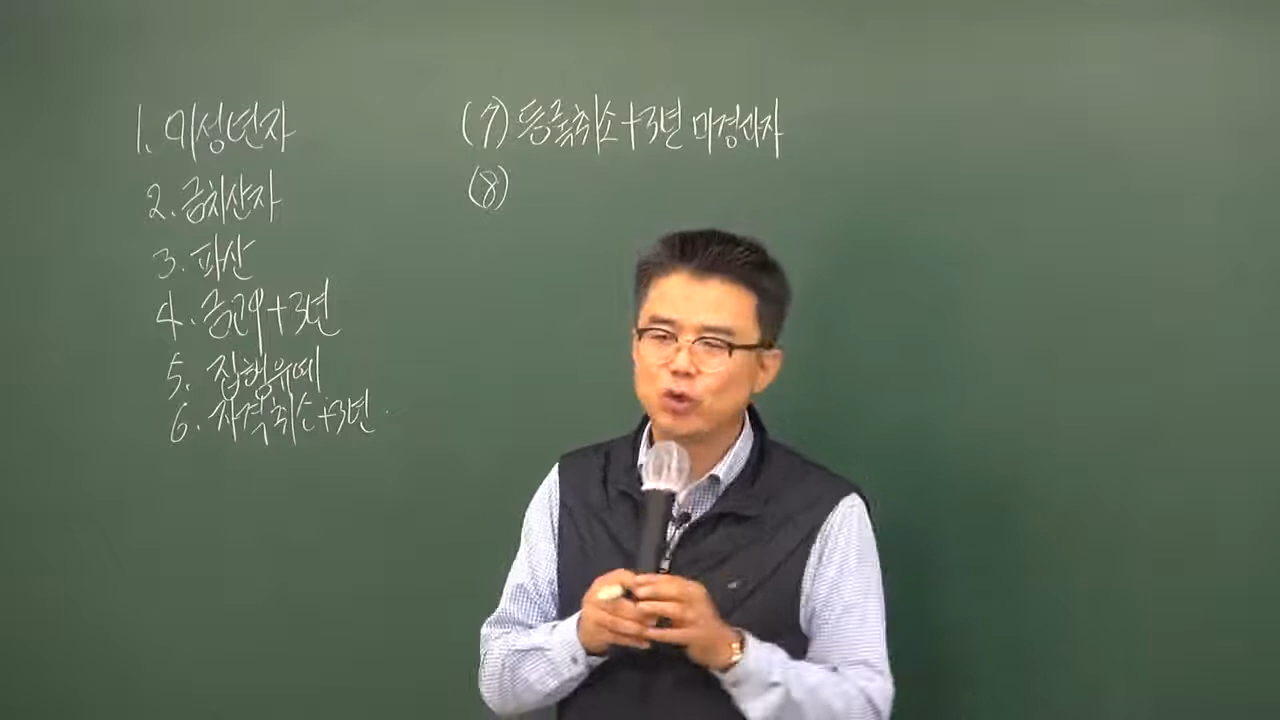 1. 미성년자
2. 금치산자
3. 파산
4. 금고↑+3년
5. 집행유예
6. 자격취소+3년
(7) 등록취소+3년 미경과자
(8)